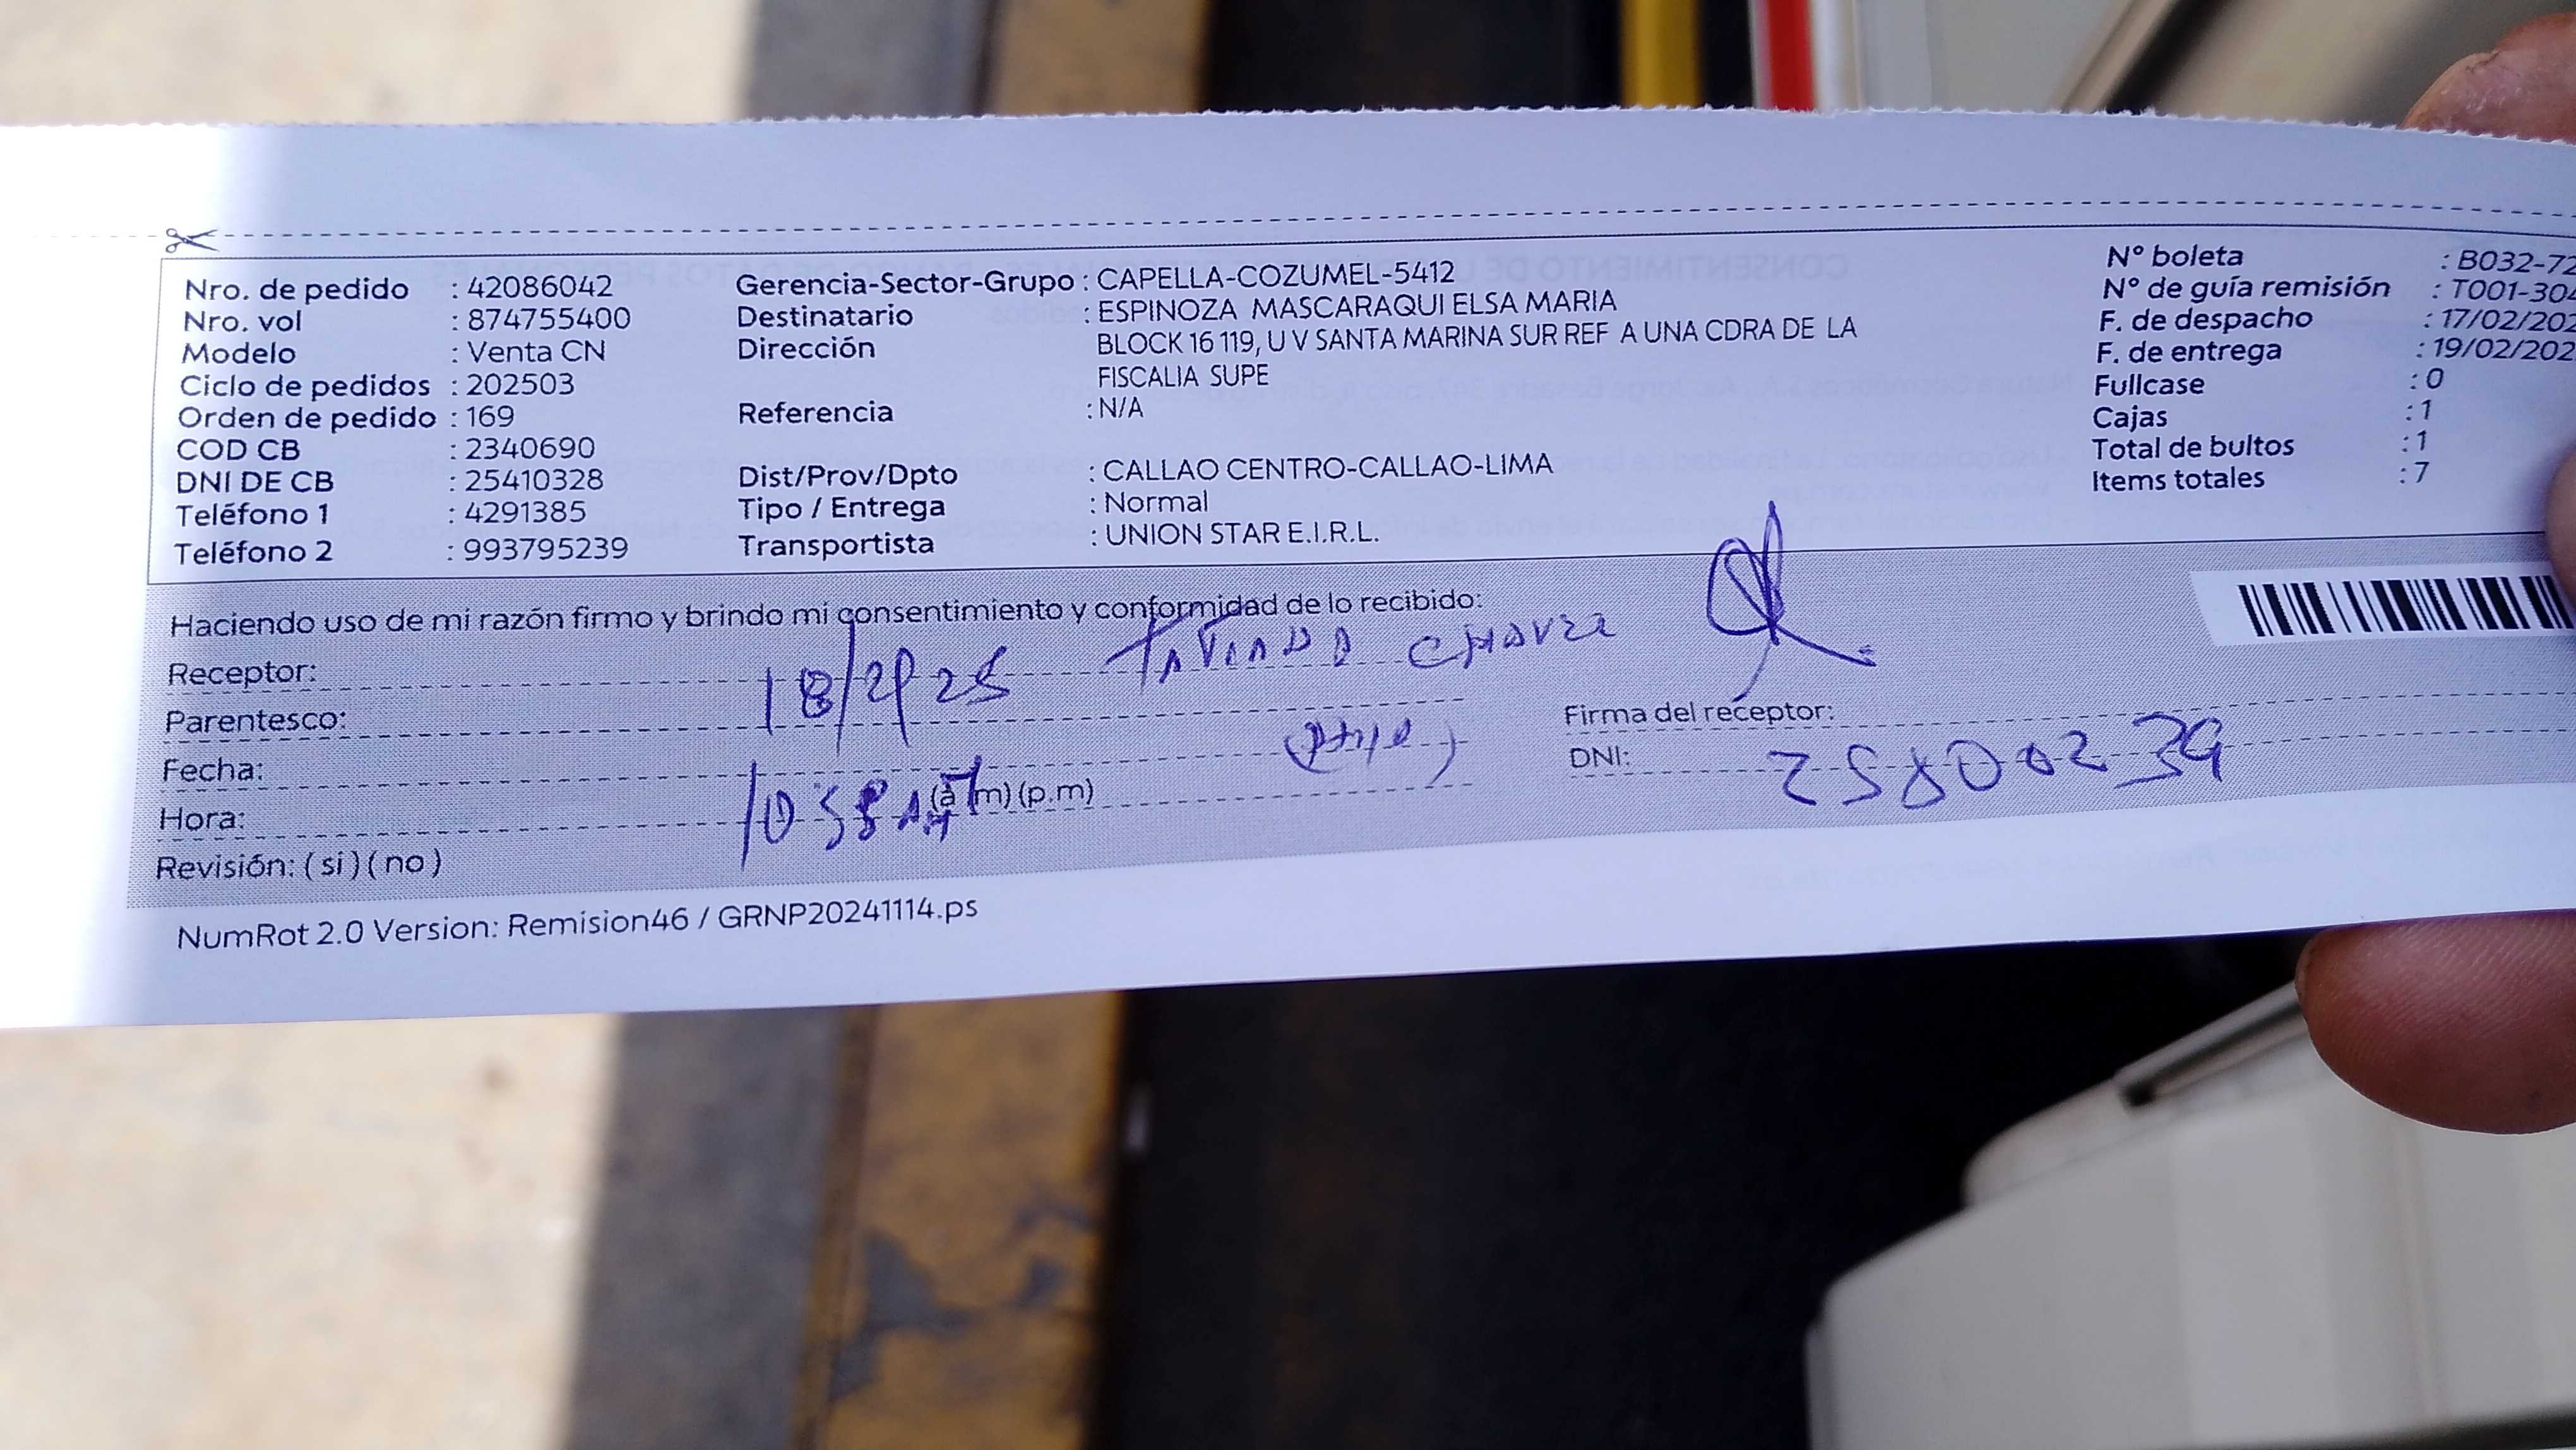 Nro. de pedido : 42086042
Nro. vol : 874755400
Modelo : Venta CN
Ciclo de pedidos : 202503
Orden de pedido : 169
COD CB : 2340690
DNI DE CB : 25410328
Teléfono 1 : 4291385
Teléfono 2 : 993795239
Gerencia-Sector-Grupo : CAPELLA-COZUMEL-5412
Destinatario : ESPINOZA MASCARAQUI ELSA MARIA
Dirección BLOCK 16 119, U V SANTA MARINA SUR REF A UNA CDRA DE LA
FISCALIA SUPE
Referencia : N/A
Dist/Prov/Dpto : CALLAO CENTRO-CALLAO-LIMA
Tipo / Entrega : Normal
Transportista : UNION STAR E.I.R.L.
N° boleta : B032-72
N° de guía remisión : T001-304
F. de despacho : 17/02/202
F. de entrega : 19/02/202
Fullcase : 0
Cajas : 1
Total de bultos : 1
Items totales : 7
Haciendo uso de mi razón firmo y brindo mi consentimiento y conformidad de lo recibido:
Receptor:
Parentesco:
Fecha:
Hora: (a.m) (p.m)
Revisión: (si) (no)
Firma del receptor:
DNI: 25800239
NumRot 2.0 Version: Remision46 / GRNP20241114.ps